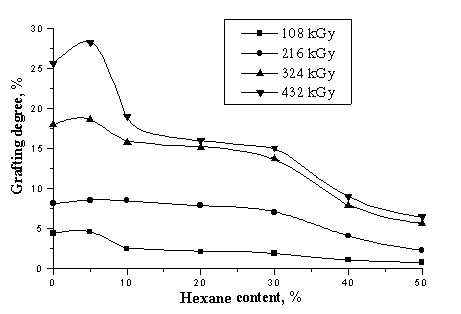 108 kGy
216 kGy
324 kGy
432 kGy
Grafting degree, %
30
25
20
15
10
5
0
0
10
20
30
40
50
Hexane content, %